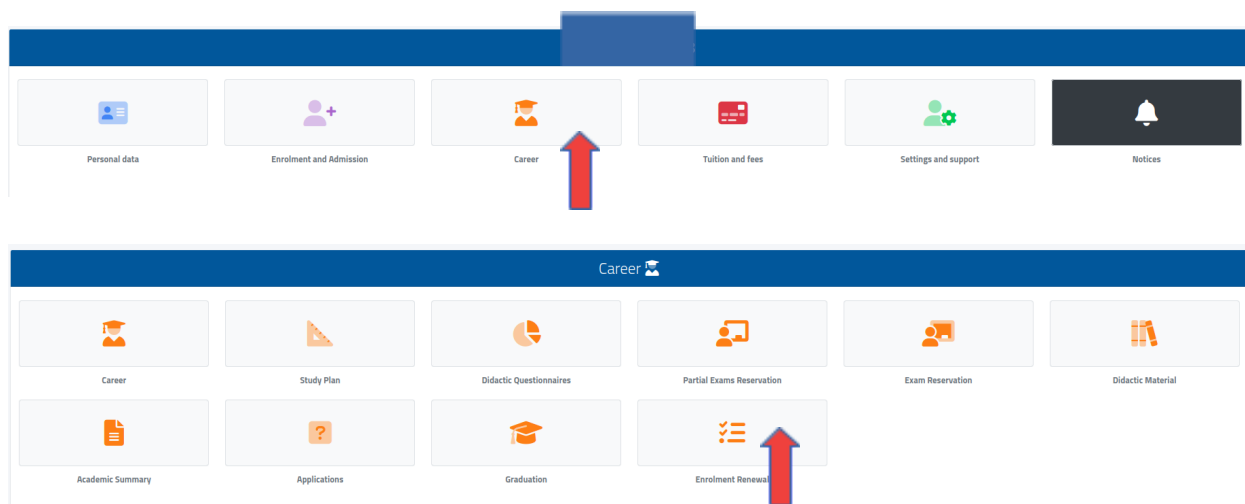 Personal data
Enrolment and Admission
Career
Tuition and fees
Settings and support
Notices
Career
Career
Study Plan
Didactic Questionnaires
Partial Exams Reservation
Exam Reservation
Didactic Material
Academic Summary
Applications
Graduation
Enrolment Renewal